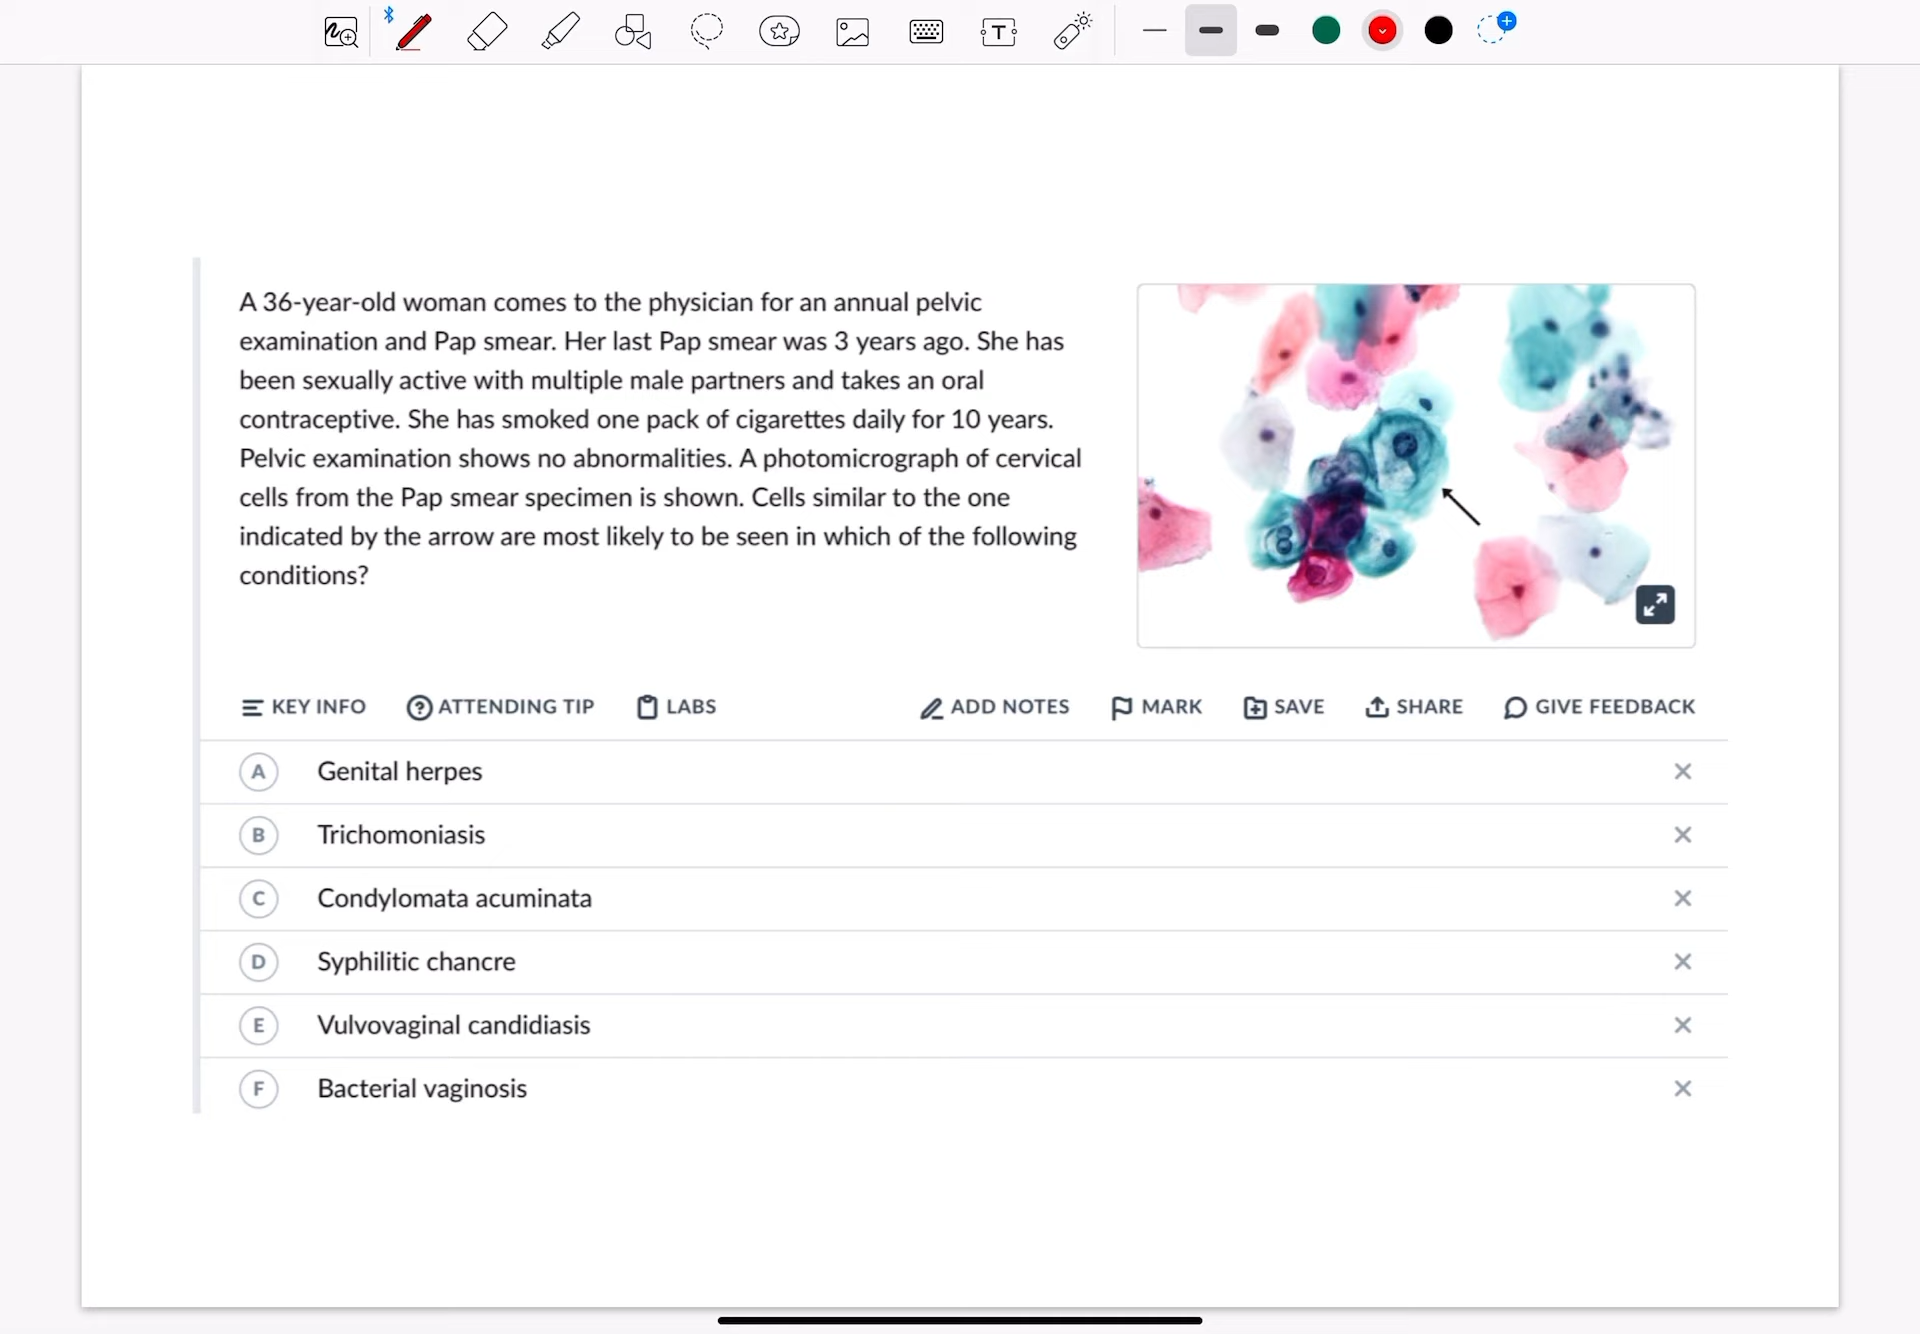 T
A 36-year-old woman comes to the physician for an annual pelvic
examination and Pap smear. Her last Pap smear was 3 years ago. She has
been sexually active with multiple male partners and takes an oral
contraceptive. She has smoked one pack of cigarettes daily for 10 years.
Pelvic examination shows no abnormalities. A photomicrograph of cervical
cells from the Pap smear specimen is shown. Cells similar to the one
indicated by the arrow are most likely to be seen in which of the following
conditions?
KEY INFO ATTENDING TIP LABS ADD NOTES MARK SAVE SHARE GIVE FEEDBACK
A Genital herpes
B Trichomoniasis
C Condylomata acuminata
D Syphilitic chancre
E Vulvovaginal candidiasis
F Bacterial vaginosis